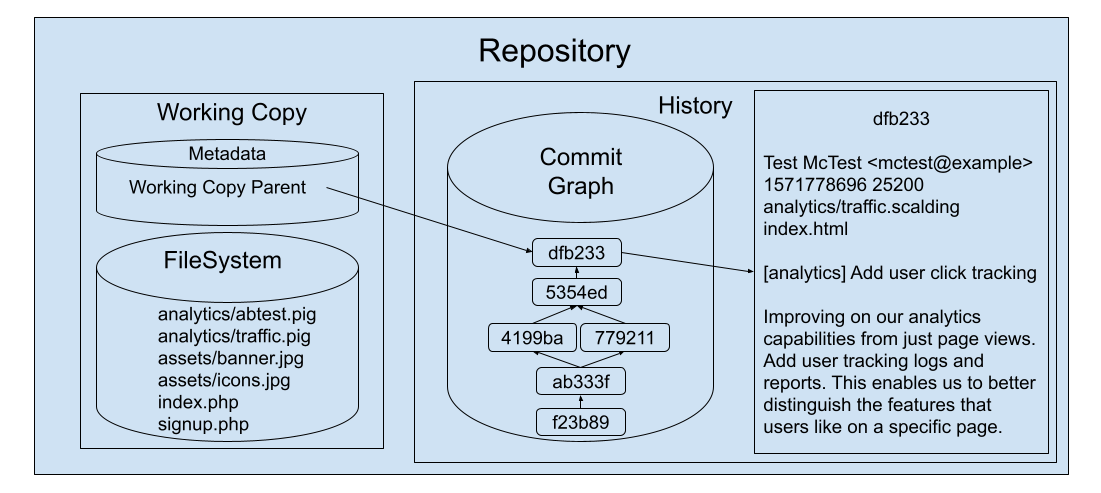 Repository
Working Copy
Metadata
Working Copy Parent
FileSystem
analytics/abtest.pig
analytics/traffic.pig
assets/banner.jpg
assets/icons.jpg
index.php
signup.php
History
Commit
Graph
dfb233
5354ed
4199ba
779211
ab333f
f23b89
dfb233
Test McTest <mctest@example>
1571778696 25200
analytics/traffic.scalding
index.html
[analytics] Add user click tracking
Improving on our analytics
capabilities from just page views.
Add user tracking logs and
reports. This enables us to better
distinguish the features that
users like on a specific page.